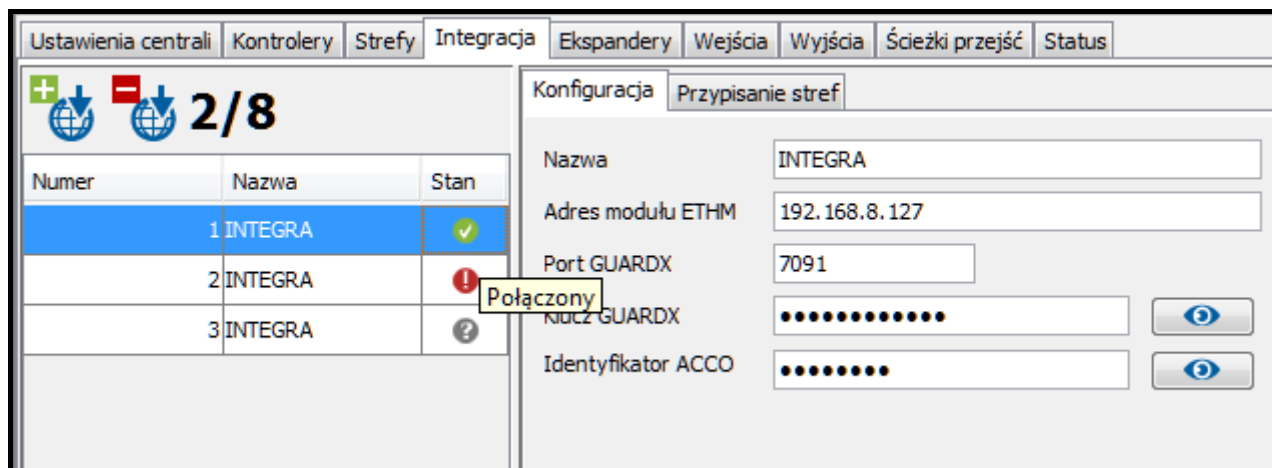 Ustawienia centrali Kontrolery Strefy Integracja Ekspandery Wejścia Wyjścia Ścieżki przejść Status
2/8
Numer Nazwa Stan
1 INTEGRA
2 INTEGRA
3 INTEGRA
Połączony
Konfiguracja Przypisanie stref
Nazwa INTEGRA
Adres modułu ETHM 192.168.8.127
Port GUARDX 7091
Klucz GUARDX ••••••••••••
Identyfikator ACCO ••••••••